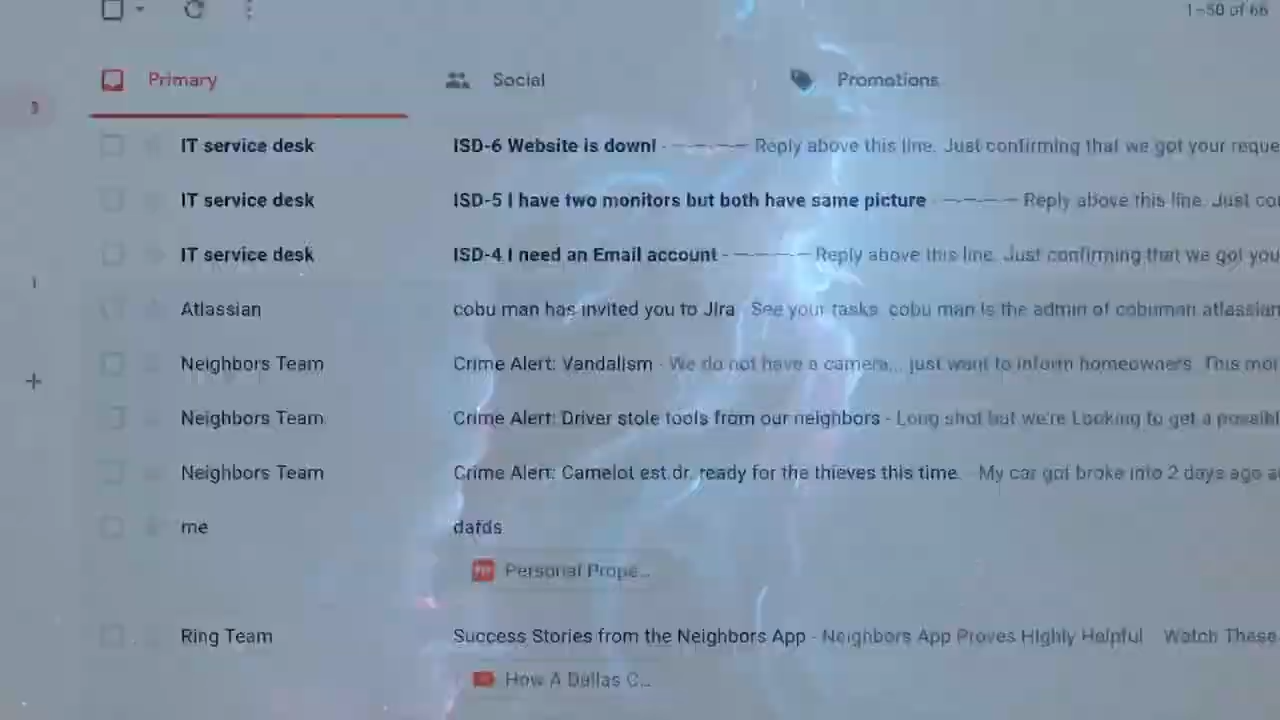 1–50 of 66
3
Primary Social Promotions
IT service desk ISD-6 Website is down! - ———— Reply above this line. Just confirming that we got your reque
IT service desk ISD-5 I have two monitors but both have same picture - ———— Reply above this line. Just co
1
IT service desk ISD-4 I need an Email account - ———— Reply above this line. Just confirming that we got you
Atlassian cobu man has invited you to Jira - See your tasks cobu man is the admin of cobuman atlassian
Neighbors Team Crime Alert: Vandalism - We do not have a camera... just want to inform homeowners. This mor
Neighbors Team Crime Alert: Driver stole tools from our neighbors - Long shot but we're Looking to get a possibl
Neighbors Team Crime Alert: Camelot est.dr. ready for the thieves this time. - My car got broke into 2 days ago a
me dafds
PDF Personal Prope...
Ring Team Success Stories from the Neighbors App - Neighbors App Proves Highly Helpful Watch These
How A Dallas C...